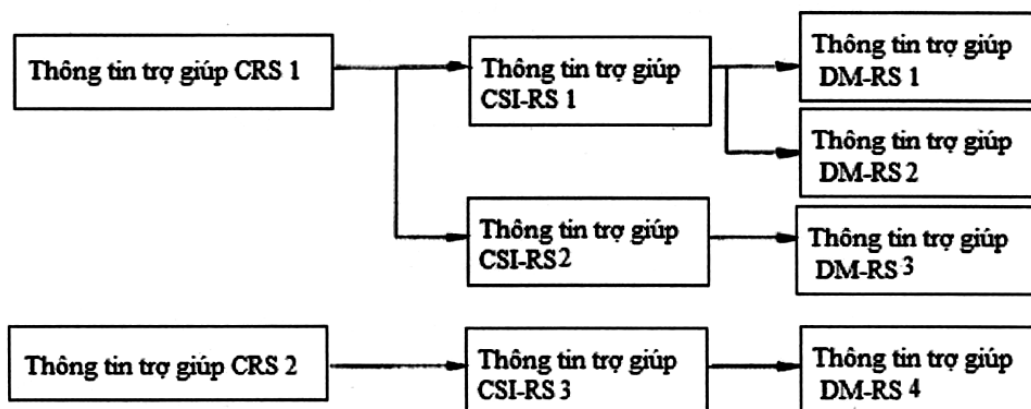 Thông tin trợ giúp CRS 1
Thông tin trợ giúp
CSI-RS 1
Thông tin trợ giúp
DM-RS 1
Thông tin trợ giúp
DM-RS 2
Thông tin trợ giúp
CSI-RS2
Thông tin trợ giúp
DM-RS 3
Thông tin trợ giúp CRS 2
Thông tin trợ giúp
CSI-RS 3
Thông tin trợ giúp
DM-RS 4